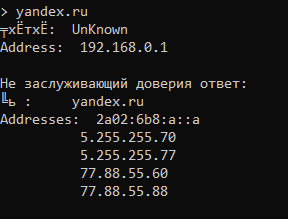 > yandex.ru
╤хЁтхЁ:  UnKnown
Address:  192.168.0.1

Не заслуживающий доверия ответ:
╚ь :     yandex.ru
Addresses:  2a02:6b8:a::a
          5.255.255.70
          5.255.255.77
          77.88.55.60
          77.88.55.88